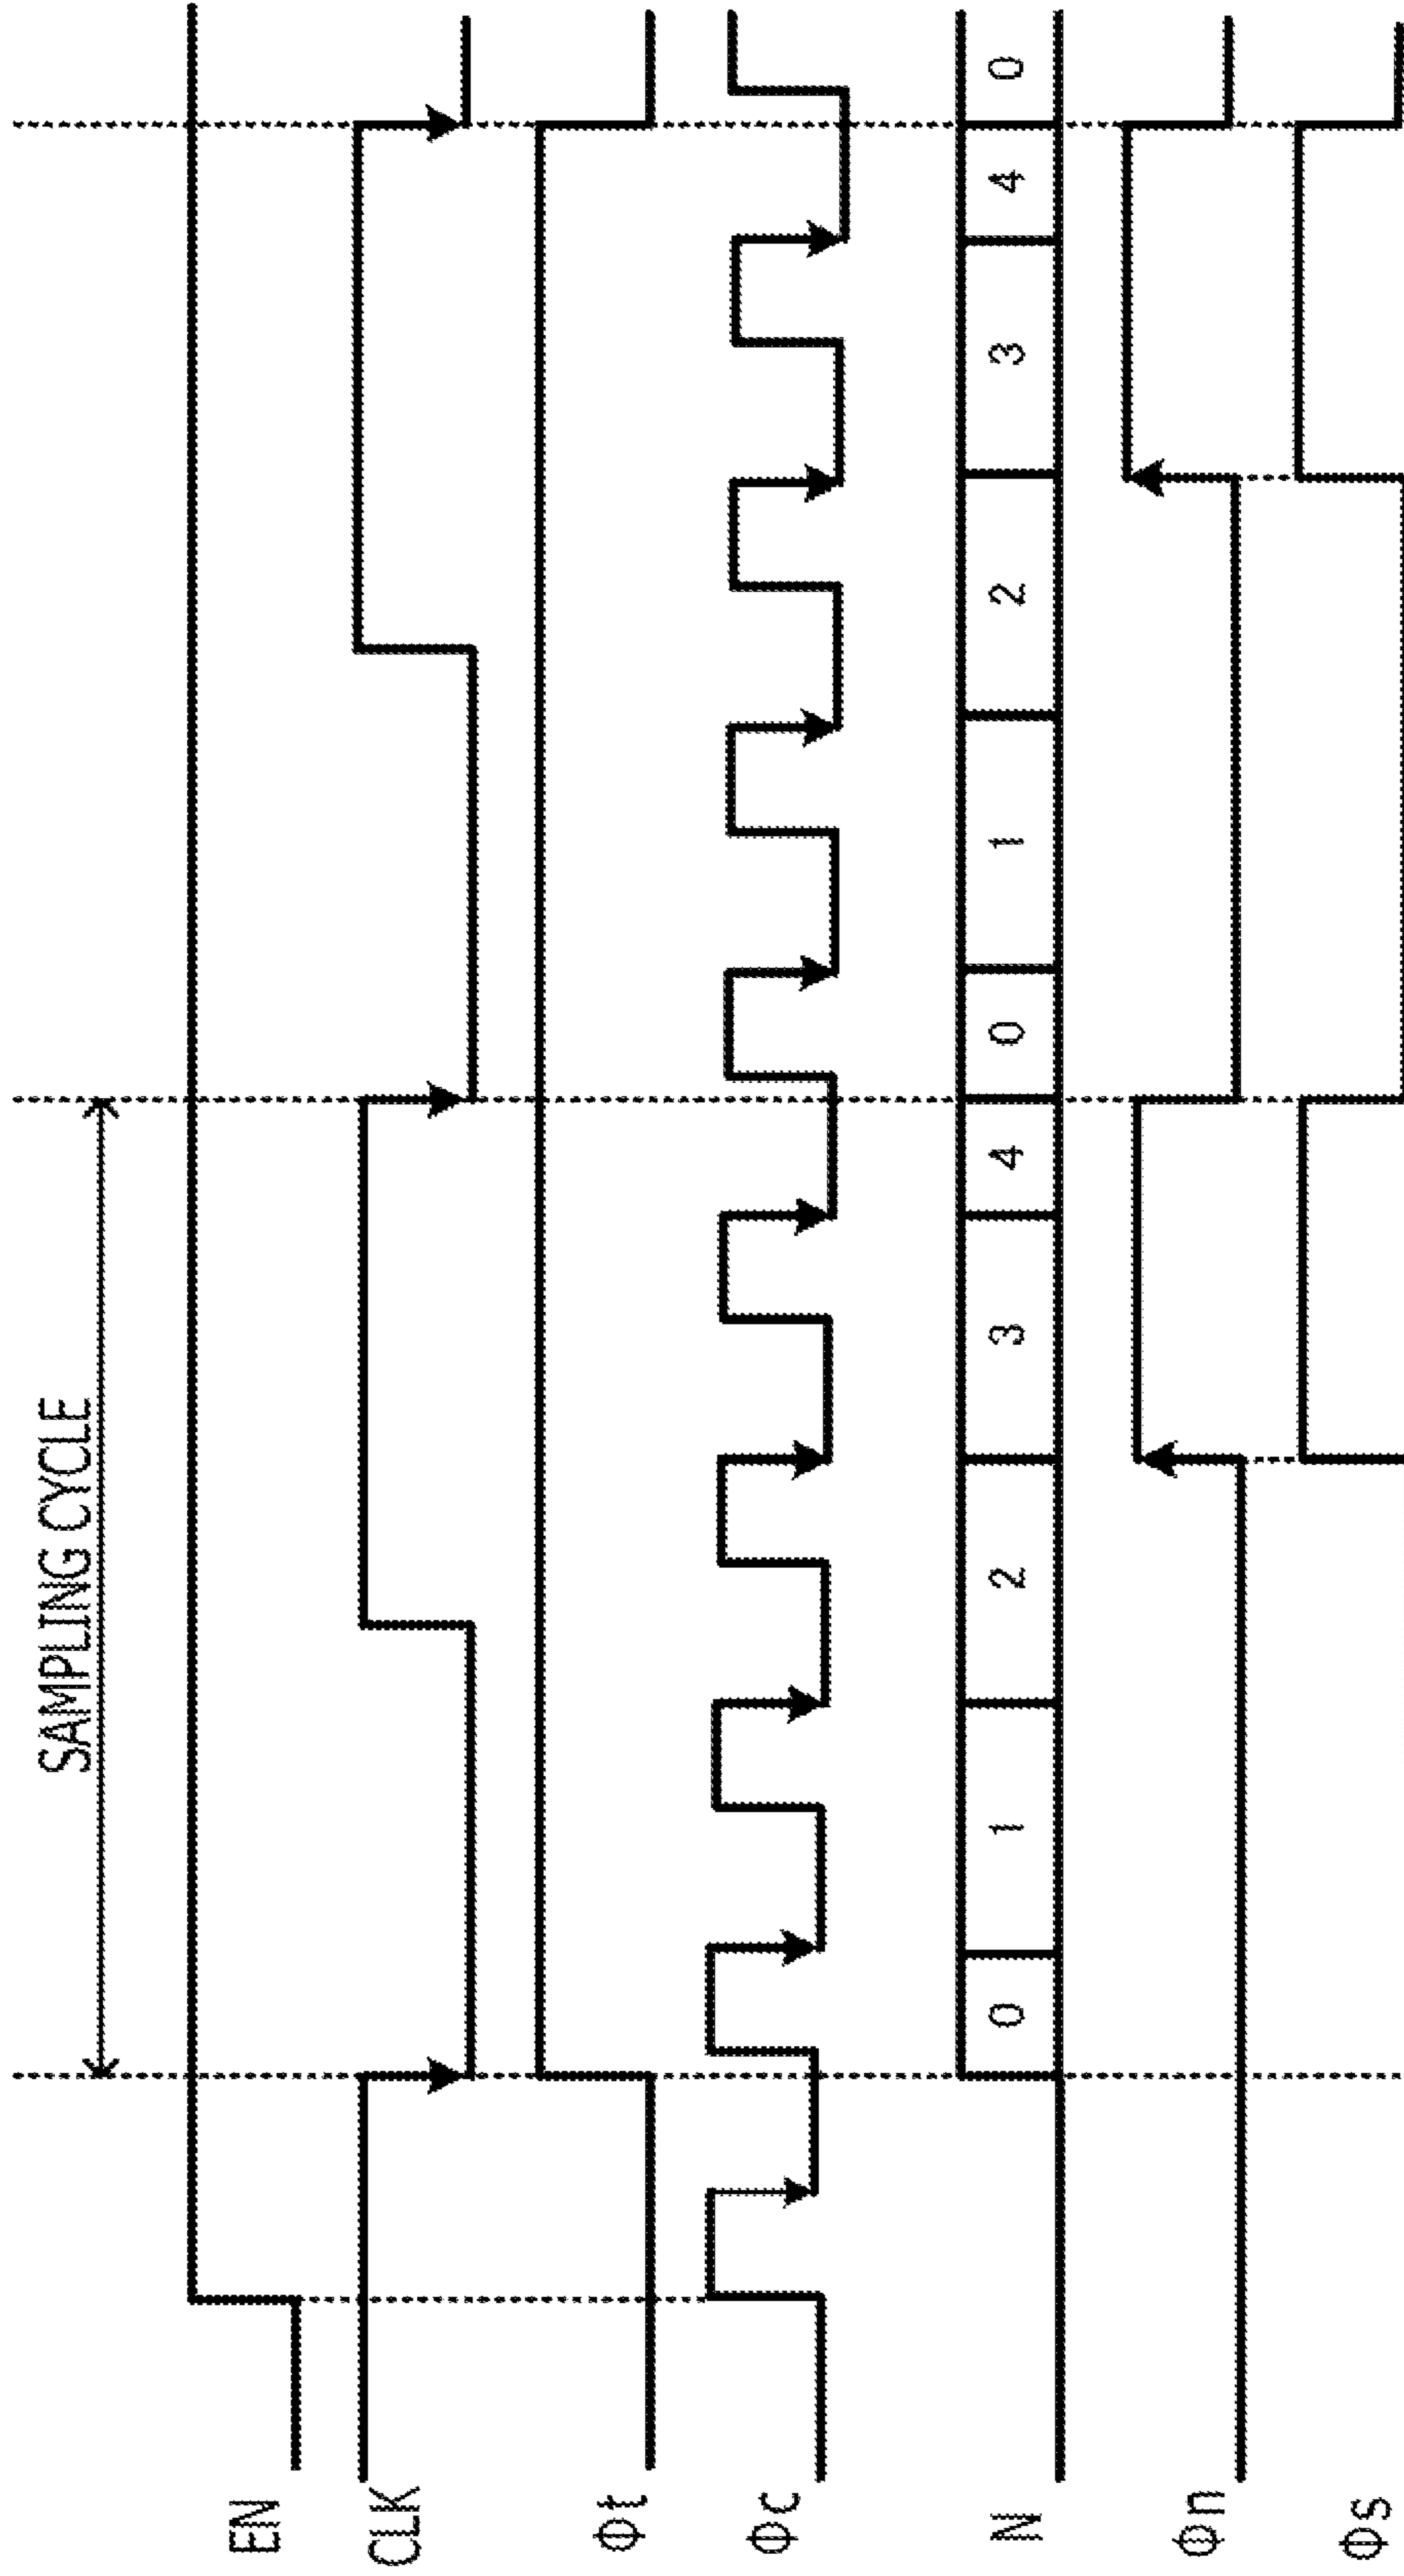 SAMPLING CYCLE
EN
CLK
Φt
Φc
N 0 1 2 3 4 0 1 2 3 4 0
Φn
Φs